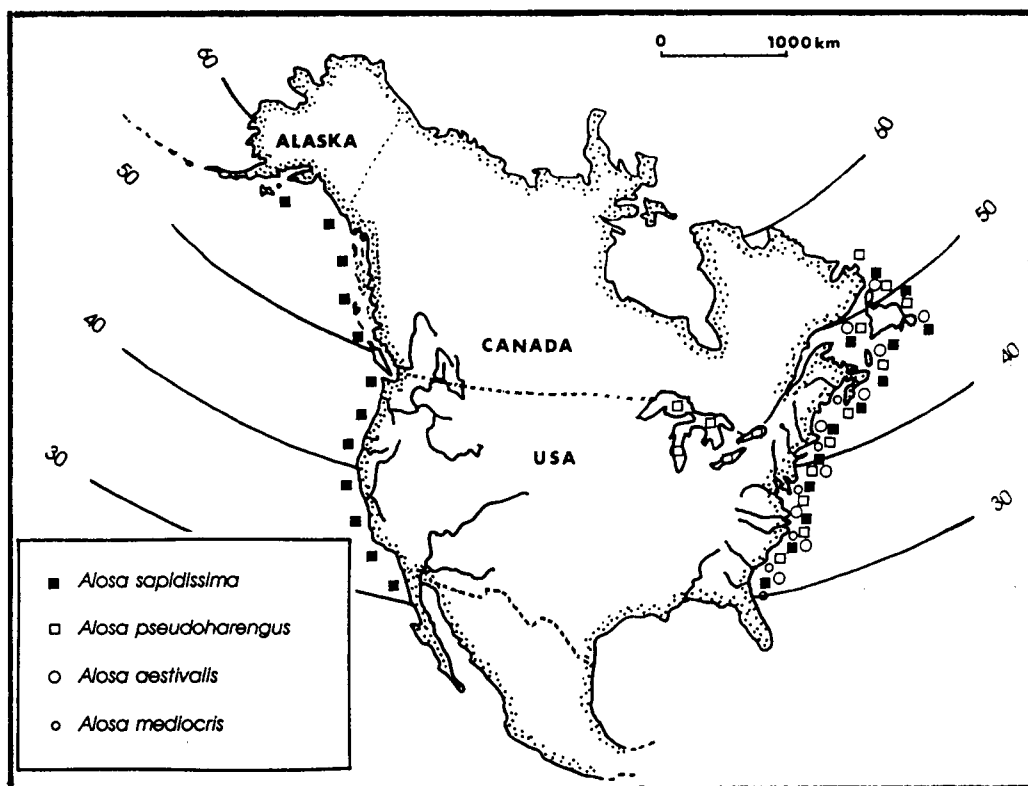 0 1000 km
60
ALASKA
60
50
50
40
CANADA
40
30
USA
30
Alosa sapidissima
Alosa pseudoharengus
Alosa aestivalis
Alosa mediocris